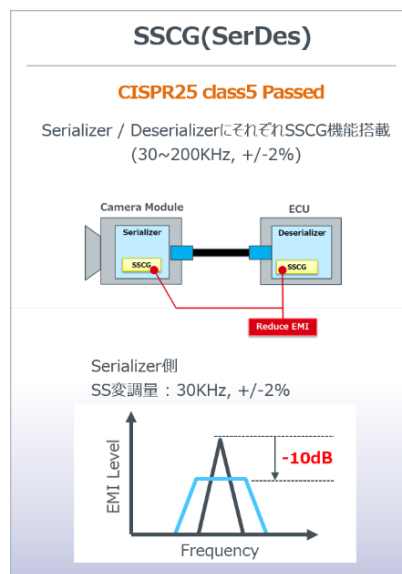 SSCG(SerDes)
CISPR25 class5 Passed
Serializer / DeserializerにそれぞれSSCG機能搭載
(30~200KHz, +/-2%)
Camera Module
ECU
Serializer
Deserializer
SSCG
SSCG
Reduce EMI
Serializer側
SS変調量：30KHz, +/-2%
-10dB
EMI Level
Frequency